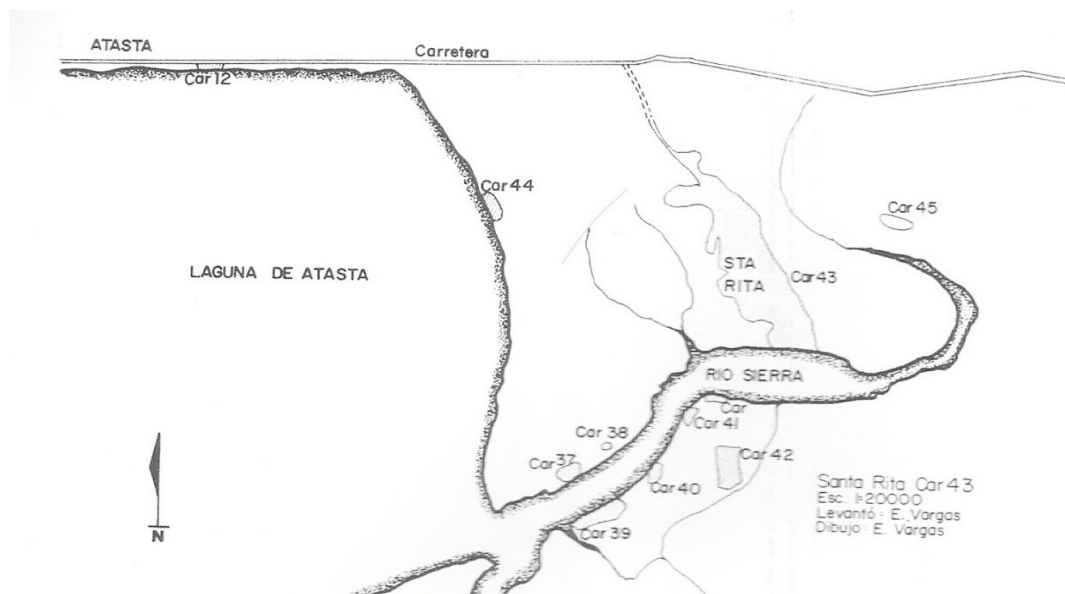 ATASTA
Carretera
Car 12
Car 44
Car 45
LAGUNA DE ATASTA
STA
RITA
Car 43
RIO SIERRA
Car
Car 41
Car 38
Car 37
Car 42
Car 40
Car 39
Santa Rita Car 43
Esc. 1:20000
Levantó: E. Vargas
Dibujo: E. Vargas
N